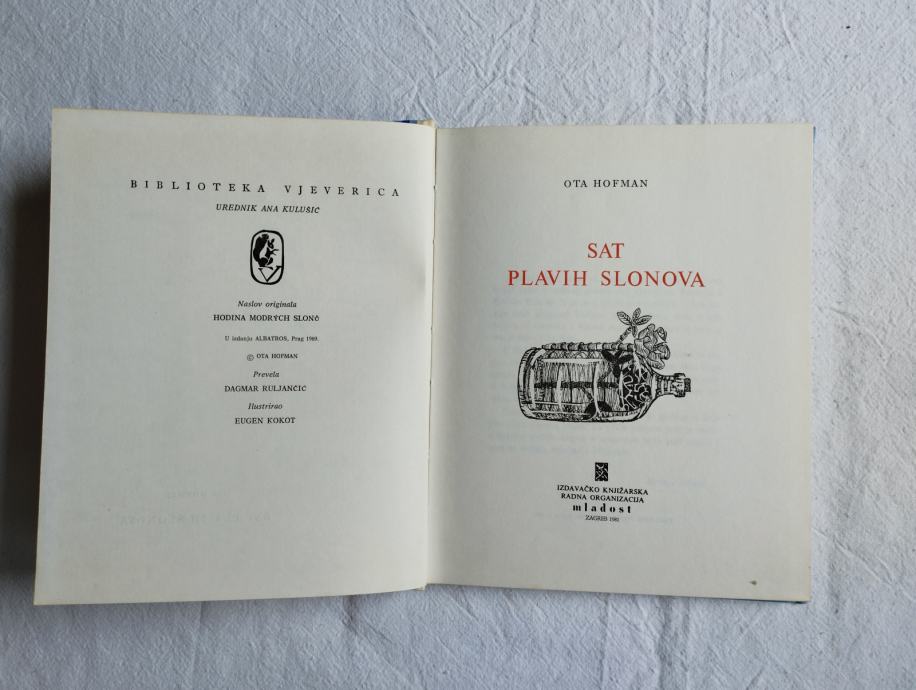 BIBLIOTEKA VJEVERICA
UREDNIK ANA KULUŠIĆ
Naslov originala
HODINA MODRÝCH SLONŮ
U izdanju ALBATROS, Prag 1969.
© OTA HOFMAN
Prevela
DAGMAR RULJANČIĆ
Ilustrirao
EUGEN KOKOT
OTA HOFMAN
SAT
PLAVIH SLONOVA
IZDAVAČKO KNJIŽARSKA
RADNA ORGANIZACIJA
mladost
ZAGREB 1981